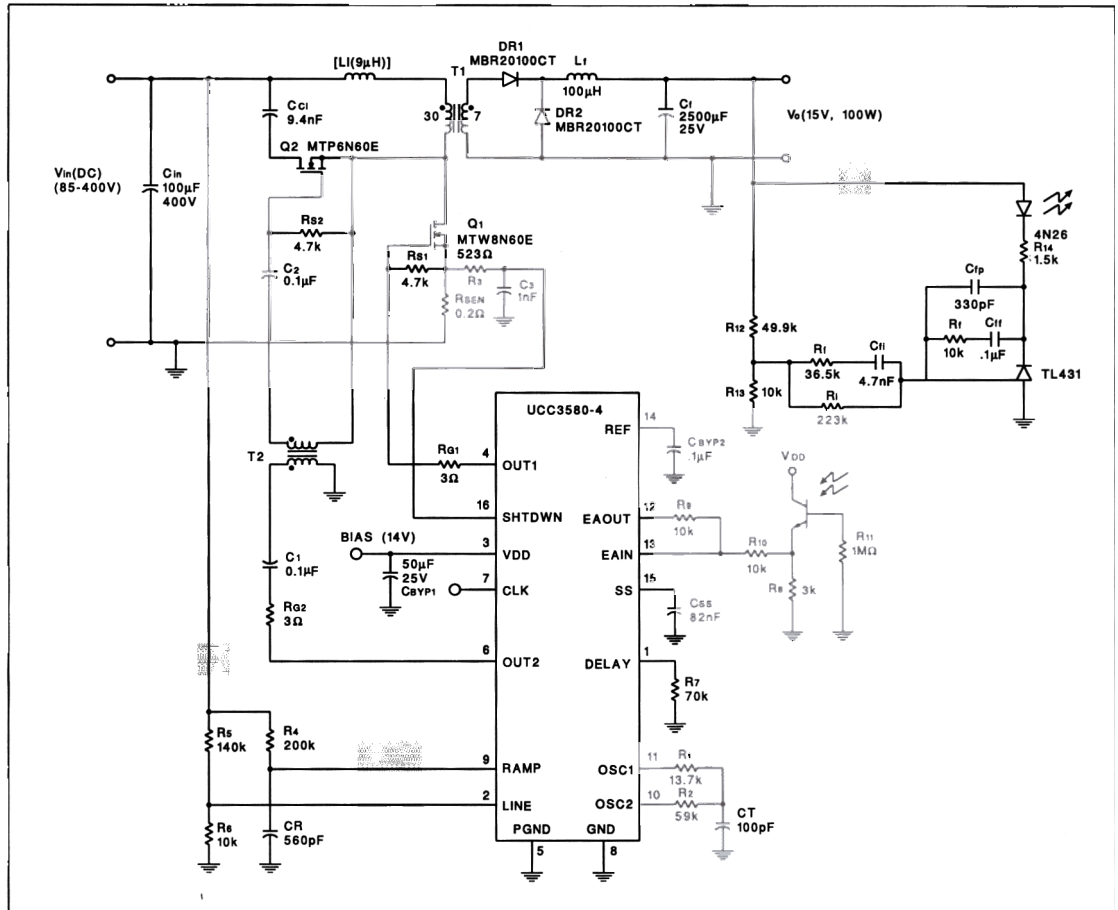 DR1
MBR20100CT
[LI(9μH)]
T1
Lf
100μH
30
7
DR2
MBR20100CT
Cf
2500μF
25V
Vo(15V, 100W)
Ccl
9.4nF
Q2 MTP6N60E
Vin(DC)
(85-400V)
Cin
100μF
400V
RS2
4.7k
C2
0.1μF
Q1
MTW8N60E
523Ω
RS1
4.7k
R3
C3
1nF
RSEN
0.2Ω
4N26
R14
1.5k
Cfp
330pF
Rf
10k
Cff
.1μF
R12
49.9k
RI
36.5k
Cfi
4.7nF
TL431
R13
10k
RI
223k
UCC3580-4
14
REF
CBYP2
.1μF
T2
RG1
3Ω
4
OUT1
VDD
16
SHTDWN
12
EAOUT
R9
10k
BIAS (14V)
3
VDD
13
EAIN
R10
10k
R11
1MΩ
C1
0.1μF
50μF
25V
CBYP1
7
CLK
15
SS
R8
3k
CSS
82nF
RG2
3Ω
6
OUT2
1
DELAY
R7
70k
R5
140k
R4
200k
9
RAMP
11
OSC1
R1
13.7k
2
LINE
10
OSC2
R2
59k
CT
100pF
R6
10k
CR
560pF
PGND
GND
5
8